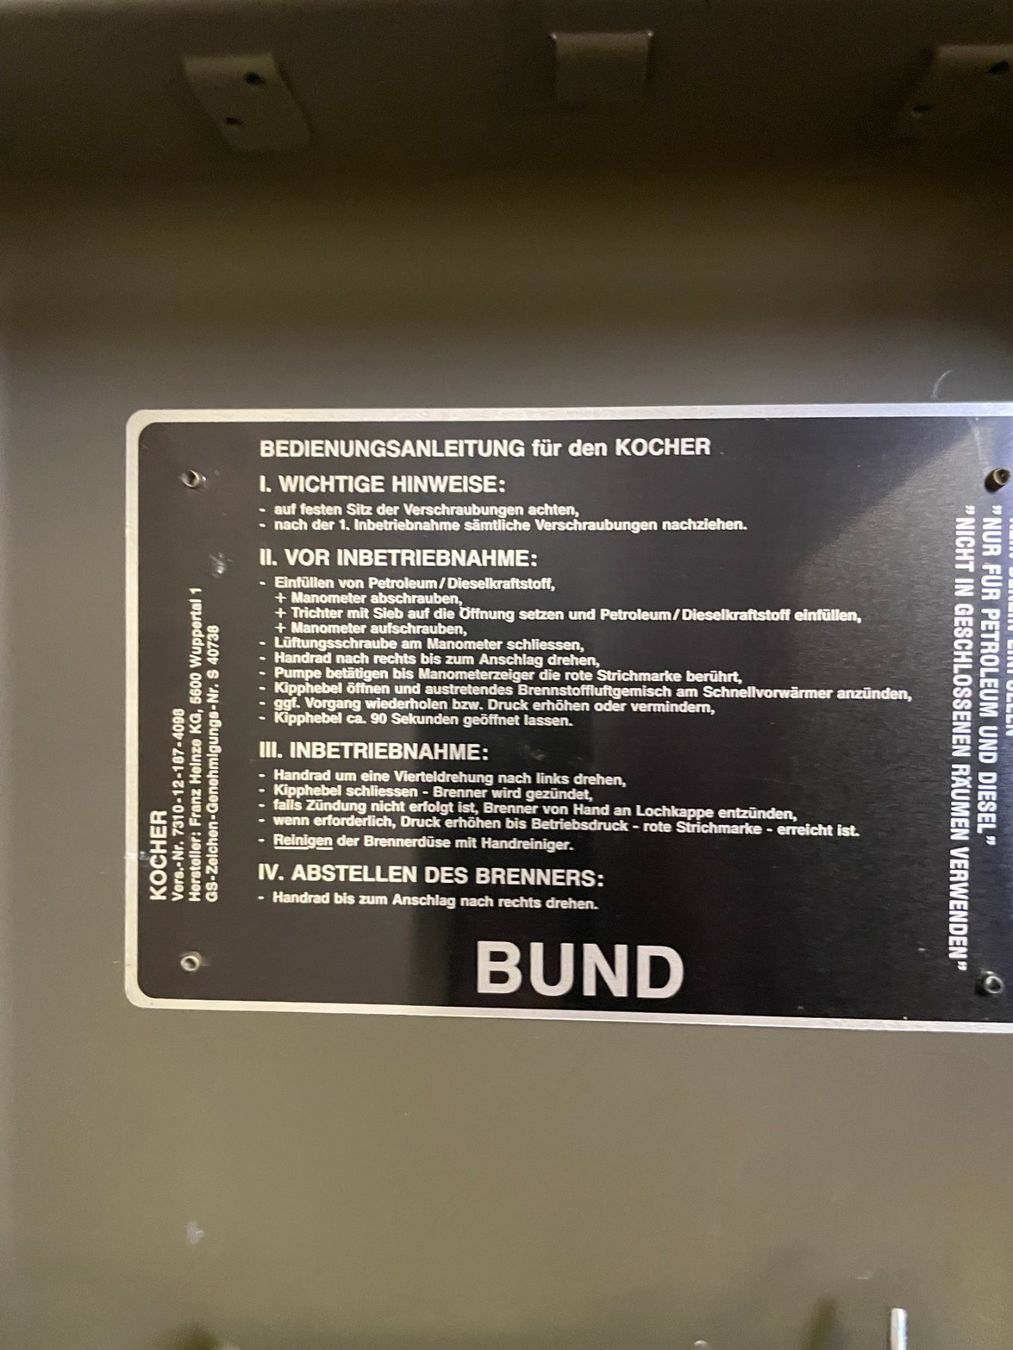 BEDIENUNGSANLEITUNG für den KOCHER
I. WICHTIGE HINWEISE:
- auf festen Sitz der Verschraubungen achten,
- nach der 1. Inbetriebnahme sämtliche Verschraubungen nachziehen.
II. VOR INBETRIEBNAHME:
- Einfüllen von Petroleum/Dieselkraftstoff,
+ Manometer abschrauben,
+ Trichter mit Sieb auf die Öffnung setzen und Petroleum/Dieselkraftstoff einfüllen,
+ Manometer aufschrauben,
- Lüftungsschraube am Manometer schliessen,
- Handrad nach rechts bis zum Anschlag drehen,
- Pumpe betätigen bis Manometerzeiger die rote Strichmarke berührt,
- Kipphebel öffnen und austretendes Brennstoffluftgemisch am Schnellvorwärmer anzünden,
- ggf. Vorgang wiederholen bzw. Druck erhöhen oder vermindern,
- Kipphebel ca. 90 Sekunden geöffnet lassen.
III. INBETRIEBNAHME:
- Handrad um eine Vierteldrehung nach links drehen,
- Kipphebel schliessen - Brenner wird gezündet,
- falls Zündung nicht erfolgt ist, Brenner von Hand an Lochkappe entzünden,
- wenn erforderlich, Druck erhöhen bis Betriebsdruck - rote Strichmarke - erreicht ist.
- Reinigen der Brennerdüse mit Handreiniger.
IV. ABSTELLEN DES BRENNERS:
- Handrad bis zum Anschlag nach rechts drehen.
BUND
KOCHER
Vers.-Nr. 7310-12-187-4098
Hersteller: Franz Heinze KG, 5600 Wuppertal 1
GS-Zeichen-Genehmigungs-Nr. S 40738
"NUR FÜR PETROLEUM UND DIESEL"
"NICHT IN GESCHLOSSENEN RÄUMEN VERWENDEN"